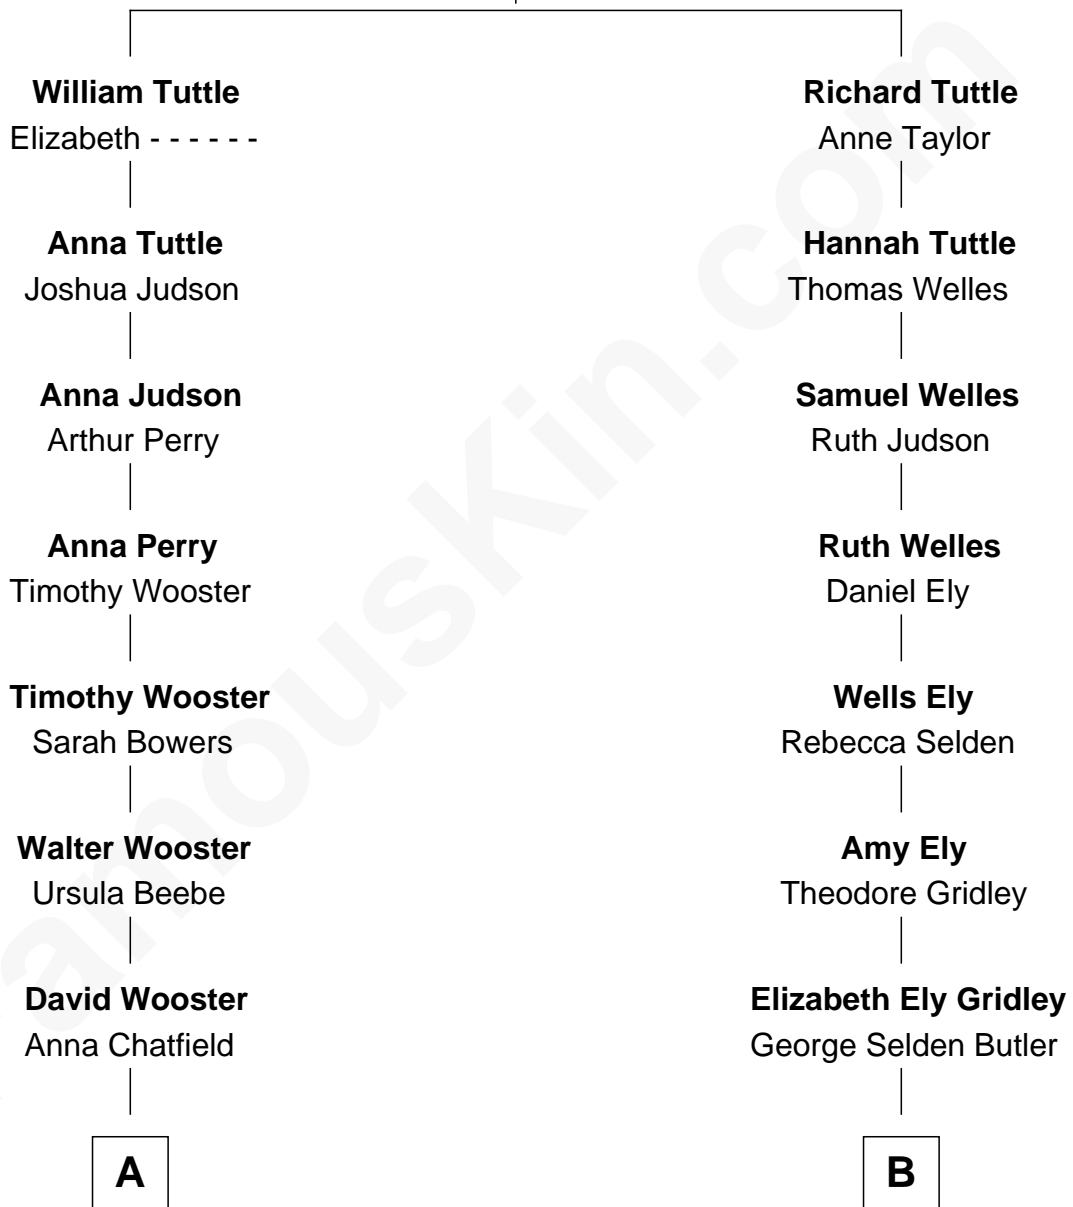 William Tuttle
Elizabeth - - - - - -
Richard Tuttle
Anne Taylor
Anna Tuttle
Joshua Judson
Hannah Tuttle
Thomas Welles
Anna Judson
Arthur Perry
Samuel Welles
Ruth Judson
Anna Perry
Timothy Wooster
Ruth Welles
Daniel Ely
Timothy Wooster
Sarah Bowers
Wells Ely
Rebecca Selden
Walter Wooster
Ursula Beebe
Amy Ely
Theodore Gridley
David Wooster
Anna Chatfield
Elizabeth Ely Gridley
George Selden Butler
A
B
amouskin.com